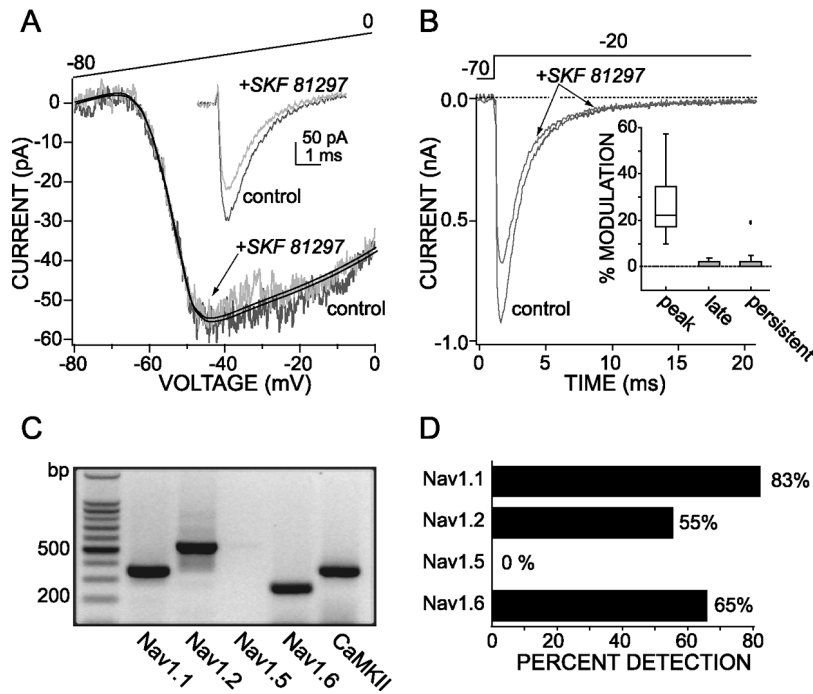 A
-80
0
+SKF 81297
50 pA
1 ms
control
0
-10
-20
-30
-40
-50
-60
CURRENT (pA)
+SKF 81297
control
-80
-60
-40
-20
0
VOLTAGE (mV)
B
-20
-70
+SKF 81297
0.0
0.5
-1.0
CURRENT (nA)
control
60
40
20
0
% MODULATION
peak
late
persistent
0
5
10
15
20
TIME (ms)
C
bp
500
200
Nav1.1
Nav1.2
Nav1.5
Nav1.6
CaMKII
D
Nav1.1
83%
Nav1.2
55%
Nav1.5
0 %
Nav1.6
65%
0
20
40
60
80
PERCENT DETECTION